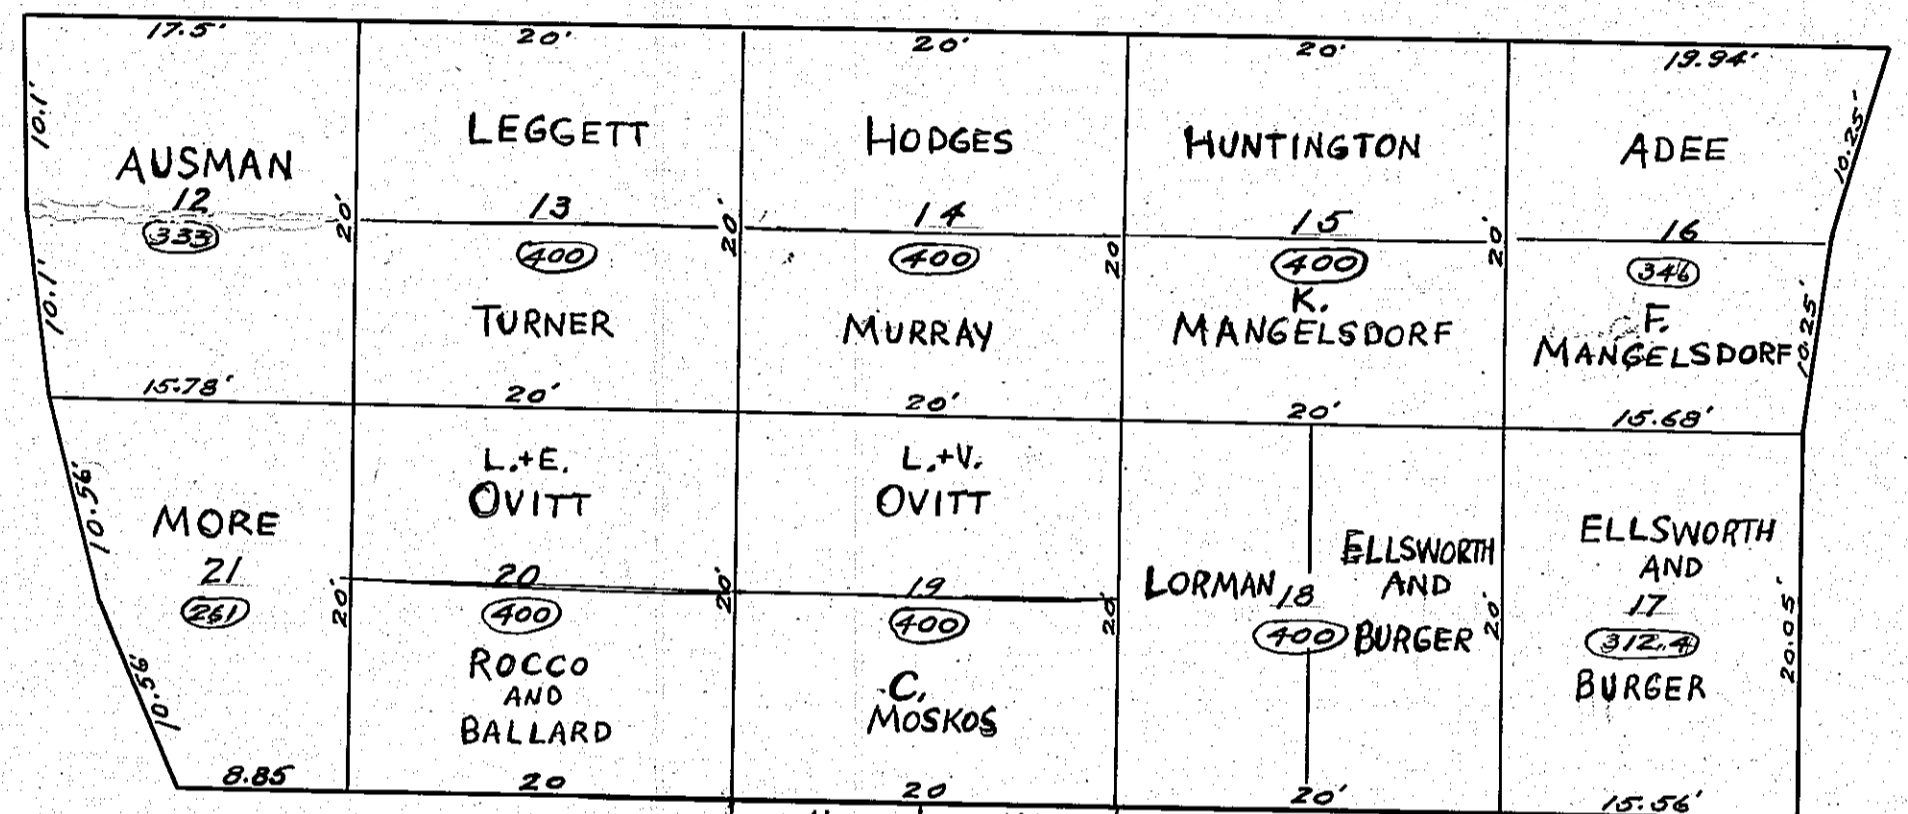 17.5' 20' 20' 20' 19.94'
10.1' 10.25'
AUSMAN LEGGETT HODGES HUNTINGTON ADEE
12 13 14 15 16
20' 20' 20 20'
333 400 400 400 346
10.1' TURNER MURRAY K. MANGELSDORF F. MANGELSDORF 10.25'
15.78' 20' 20' 20' 15.68'
10.56'
MORE
21
261
20'
10.56'
8.85
L.+E.
OVITT
20
400
20'
ROCCO
AND
BALLARD
20
L.+V.
OVITT
19
400
20'
C.
MOSKOS
20
LORMAN
18
400
ELLSWORTH
AND
BURGER
20'
20'
ELLSWORTH
AND
17
312.4
BURGER
20.05'
15.56'